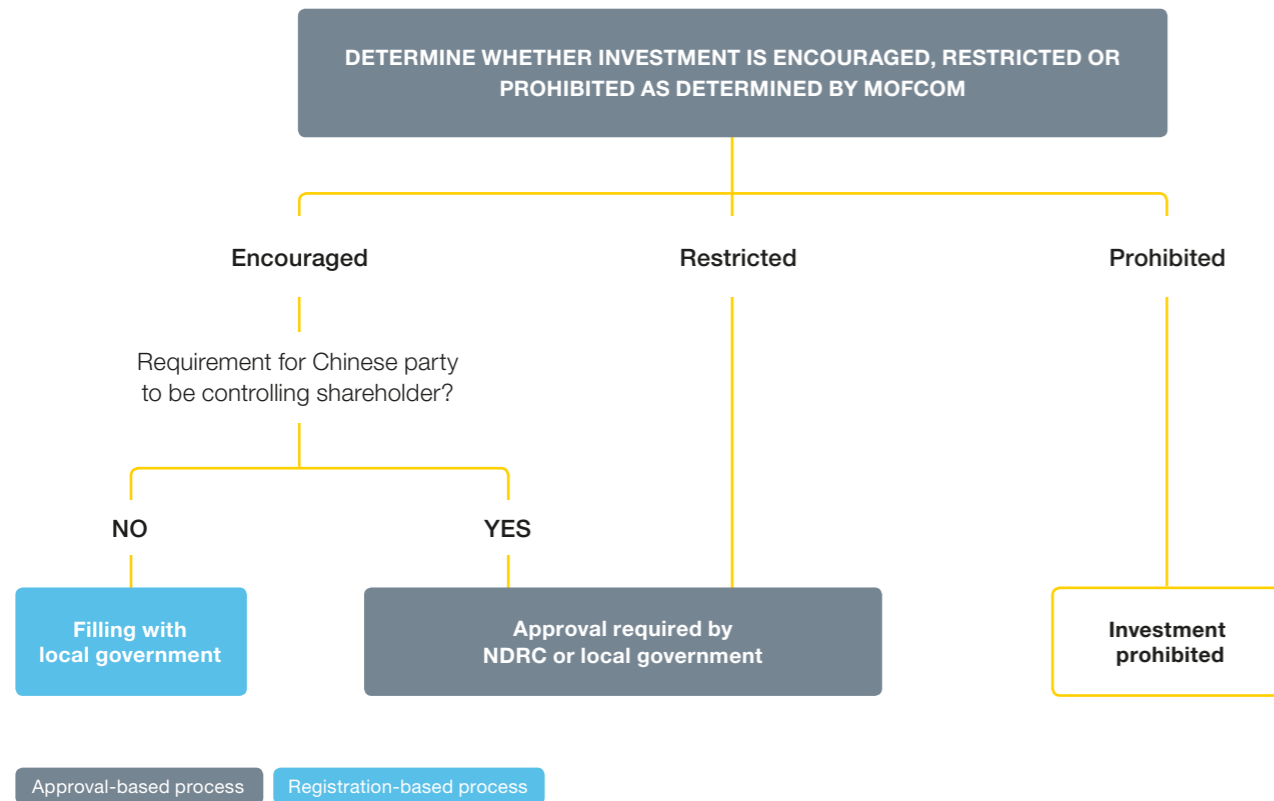 DETERMINE WHETHER INVESTMENT IS ENCOURAGED, RESTRICTED OR
PROHIBITED AS DETERMINED BY MOFCOM
Encouraged
Restricted
Prohibited
Requirement for Chinese party
to be controlling shareholder?
NO
YES
Filling with
local government
Approval required by
NDRC or local government
Investment
prohibited
Approval-based process
Registration-based process